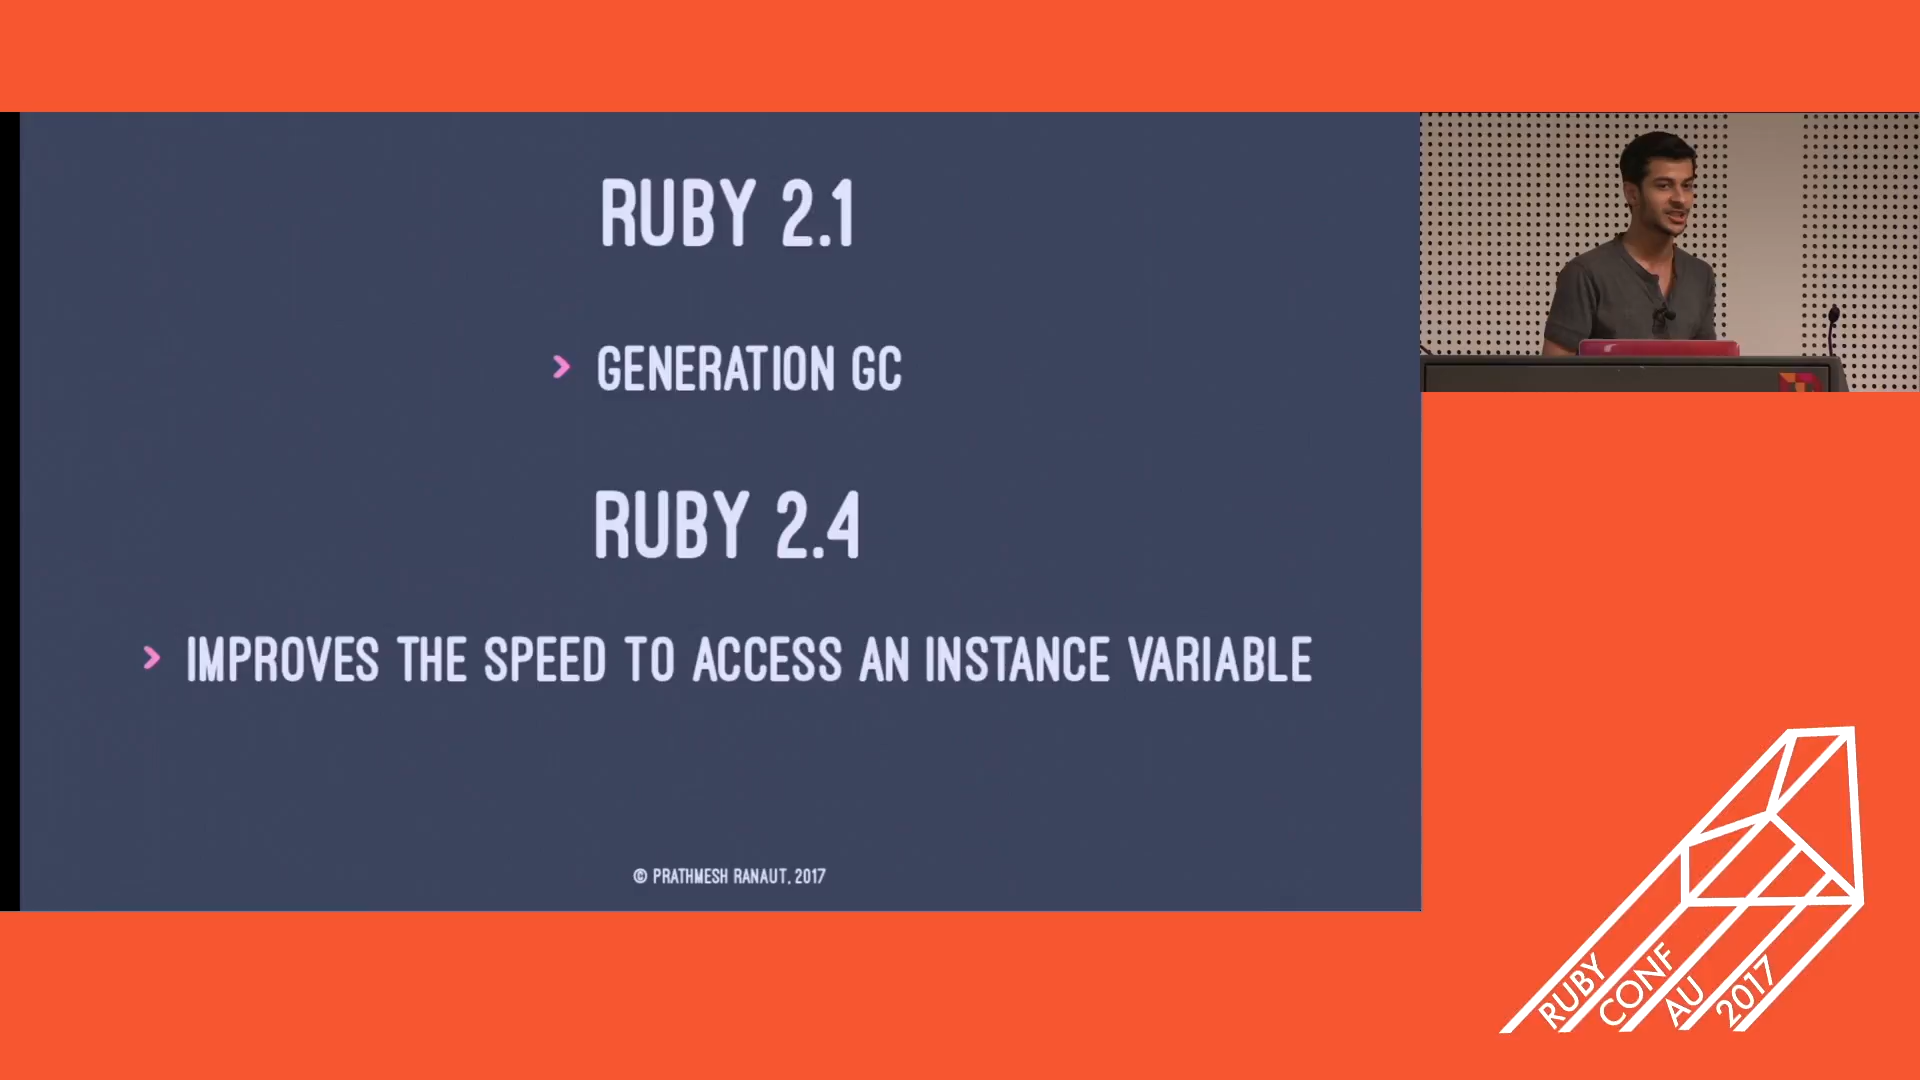 RUBY 2.1
› GENERATION GC
RUBY 2.4
› IMPROVES THE SPEED TO ACCESS AN INSTANCE VARIABLE
© PRATHMESH RANAUT, 2017
RUBY
CONF
AU
2017